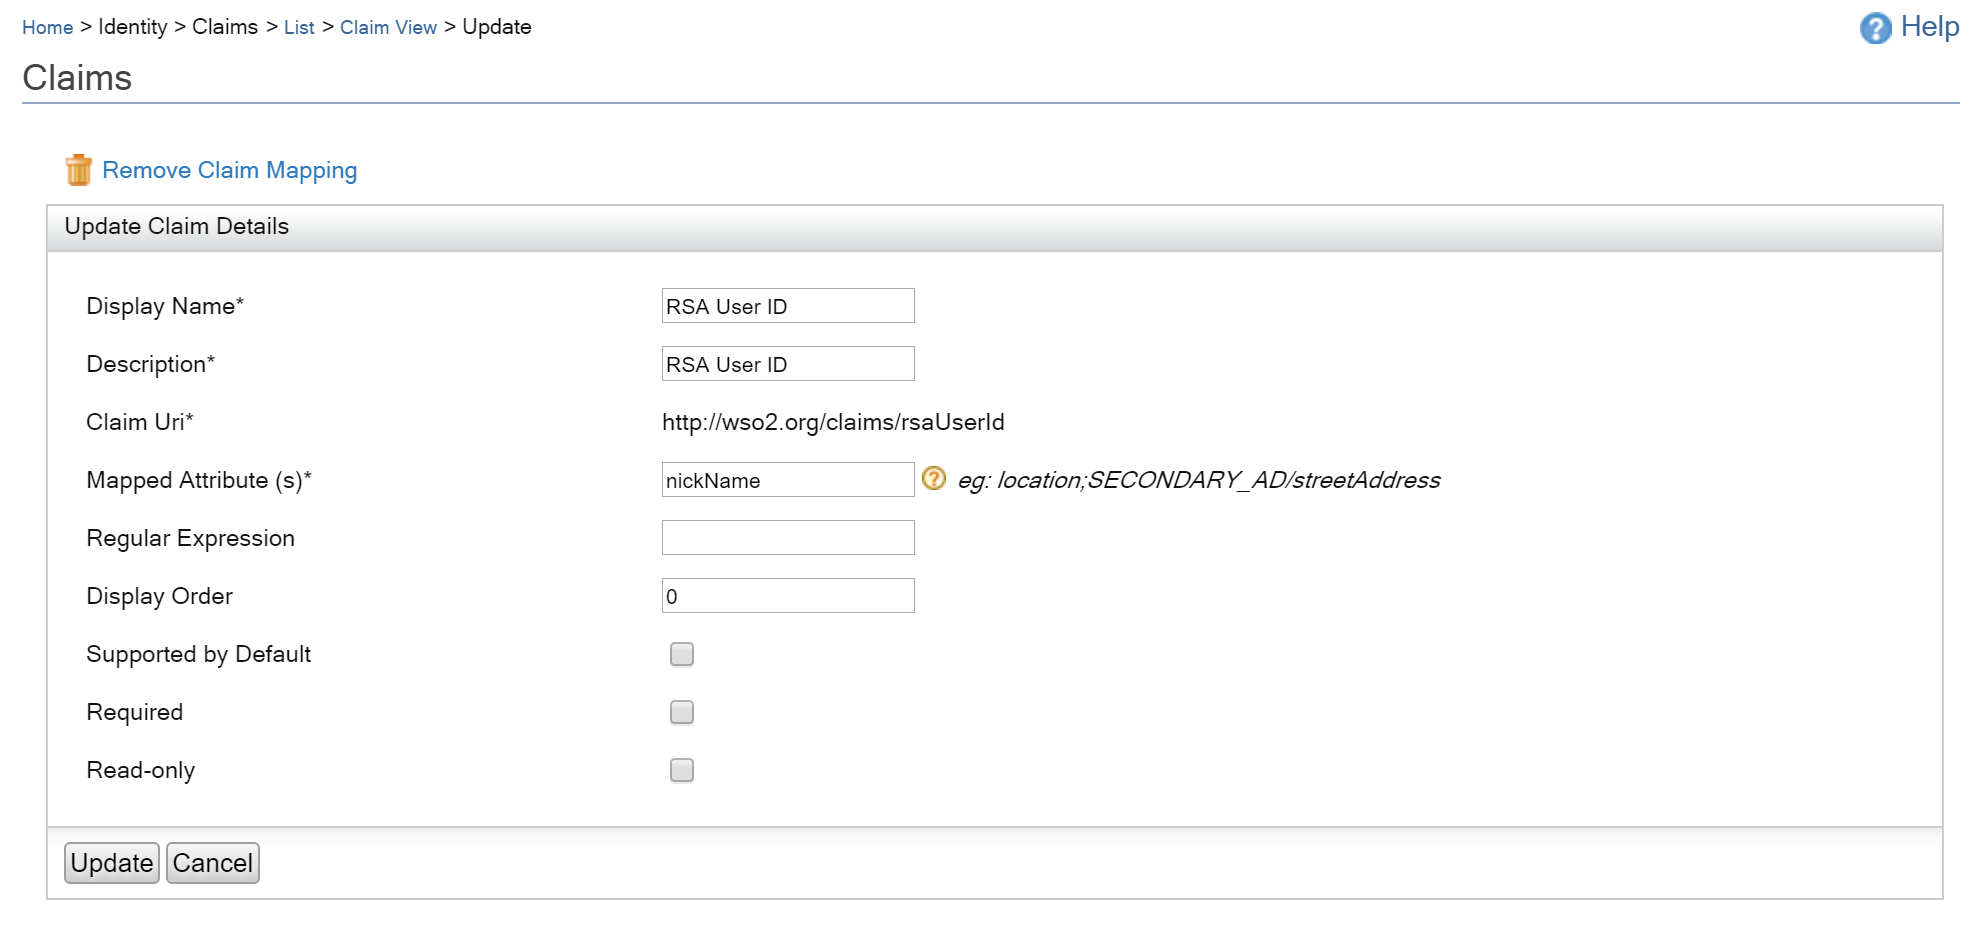 Home > Identity > Claims > List > Claim View > Update
Help
Claims
Remove Claim Mapping
Update Claim Details
Display Name* RSA User ID
Description* RSA User ID
Claim Uri* http://wso2.org/claims/rsaUserId
Mapped Attribute (s)* nickName eg: location;SECONDARY_AD/streetAddress
Regular Expression
Display Order 0
Supported by Default
Required
Read-only
Update Cancel